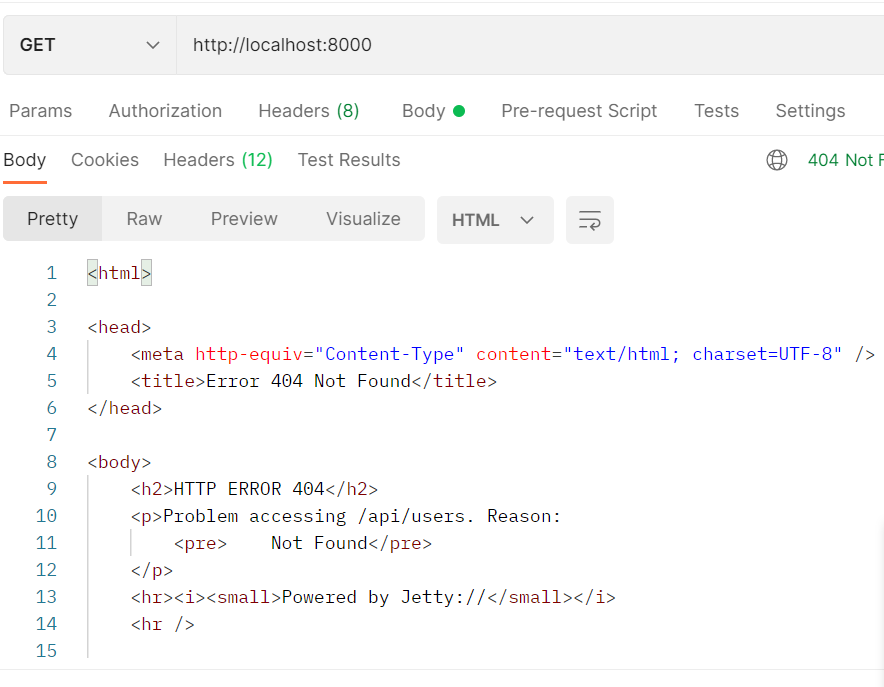 GET http://localhost:8000
Params Authorization Headers (8) Body Pre-request Script Tests Settings
Body Cookies Headers (12) Test Results 404 Not F
Pretty Raw Preview Visualize HTML
1 <html>
2
3 <head>
4 <meta http-equiv="Content-Type" content="text/html; charset=UTF-8" />
5 <title>Error 404 Not Found</title>
6 </head>
7
8 <body>
9 <h2>HTTP ERROR 404</h2>
10 <p>Problem accessing /api/users. Reason:
11 <pre>    Not Found</pre>
12 </p>
13 <hr><i><small>Powered by Jetty://</small></i>
14 <hr />
15